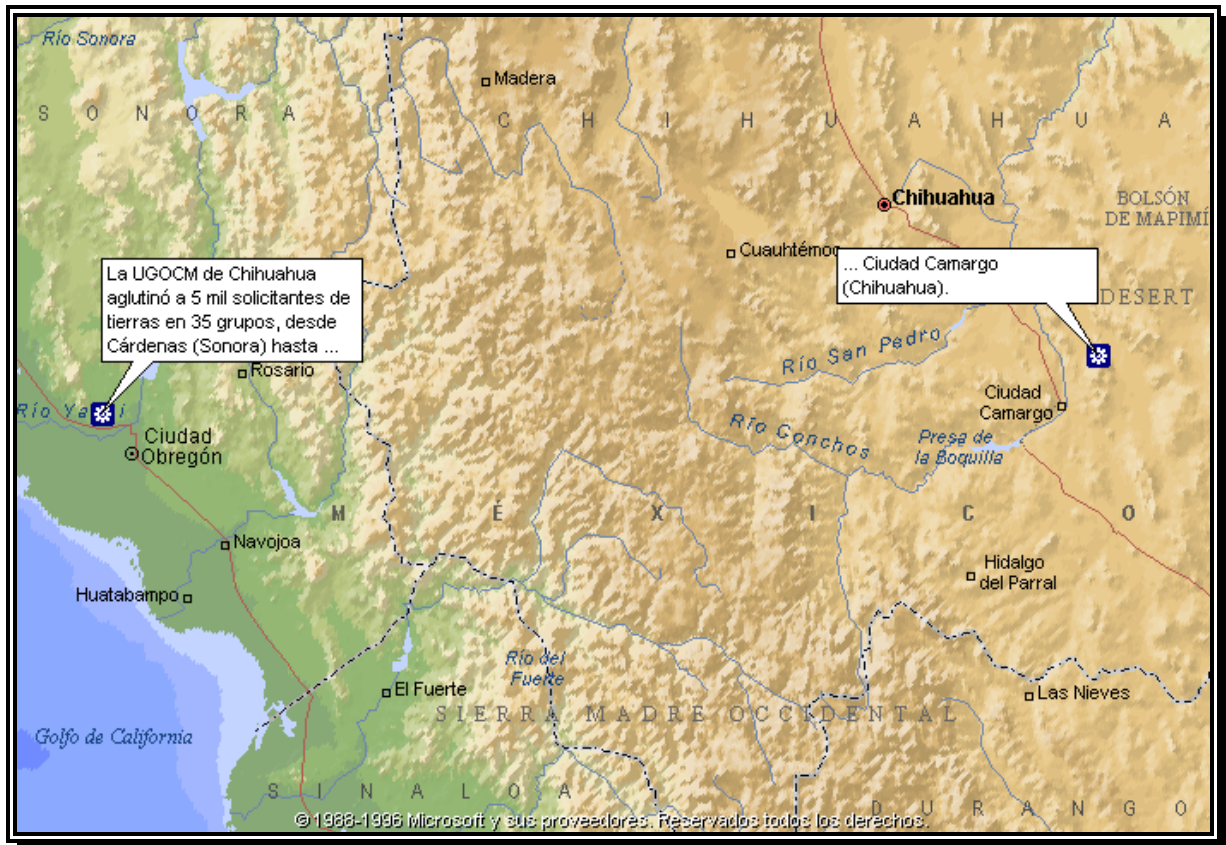 Río Sonora
Madera
S O N O R A
C H I H U A H U A
Chihuahua
BOLSÓN
DE MAPIMÍ
Cuauhtémoc
... Ciudad Camargo
(Chihuahua).
DESERT
La UGOCM de Chihuahua
aglutinó a 5 mil solicitantes de
tierras en 35 grupos, desde
Cárdenas (Sonora) hasta ...
Río San Pedro
Rosario
Ciudad
Camargo
Río Yaqui
Río Conchos
Presa de
la Boquilla
Ciudad
Obregón
M É X I C O
Navojoa
Hidalgo
del Parral
Huatabampo
Río del
Fuerte
El Fuerte
Las Nieves
SIERRA MADRE OCCIDENTAL
Golfo de California
S I N A L O A
D U R A N G O
©1988-1996 Microsoft y sus proveedores. Reservados todos los derechos.